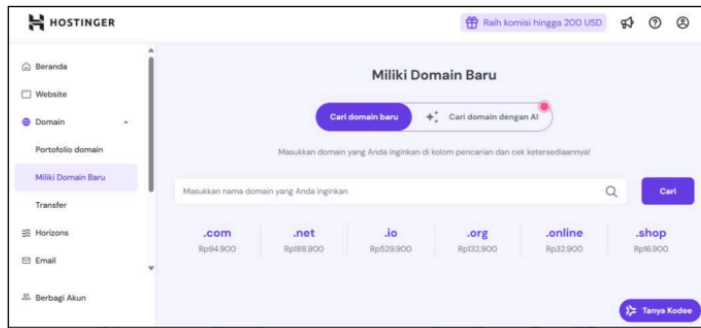 HOSTINGER
Raih komisi hingga 200 USD
Beranda
Website
Domain
Portofolio domain
Miliki Domain Baru
Transfer
Horizons
Email
Berbagi Akun
Miliki Domain Baru
Cari domain baru
Cari domain dengan AI
Masukkan domain yang Anda inginkan di kolom pencarian dan cek ketersediaannya!
Masukkan nama domain yang Anda inginkan
Cari
.com .net .io .org .online .shop
Rp94.900 Rp188.900 Rp529.900 Rp132.900 Rp32.900 Rp16.900
Tanya Kodee